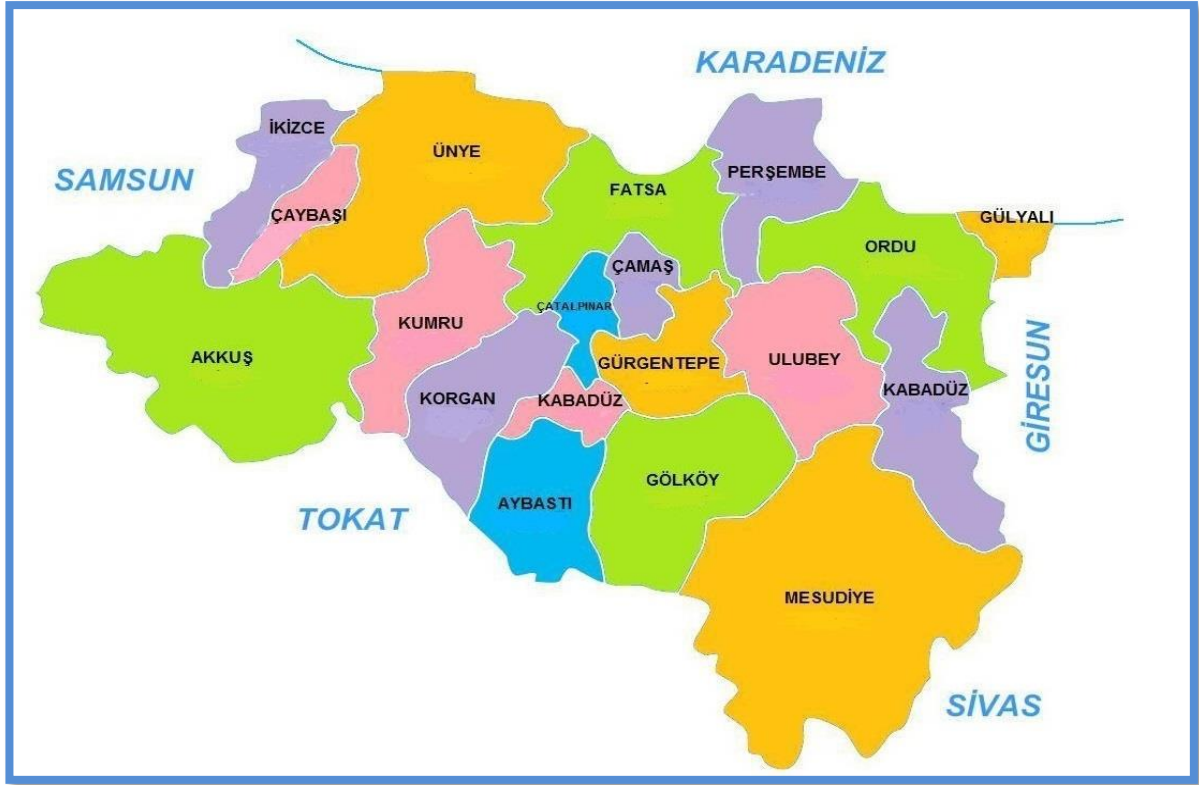 KARADENİZ
İKİZCE
ÜNYE
SAMSUN
PERŞEMBE
FATSA
ÇAYBAŞI
GÜLYALI
ORDU
ÇAMAŞ
ÇATALPINAR
KUMRU
AKKUŞ
ULUBEY
GÜRGENTEPE
GİRESUN
KABADÜZ
KORGAN
KABADÜZ
GÖLKÖY
AYBASTI
TOKAT
MESUDİYE
SİVAS